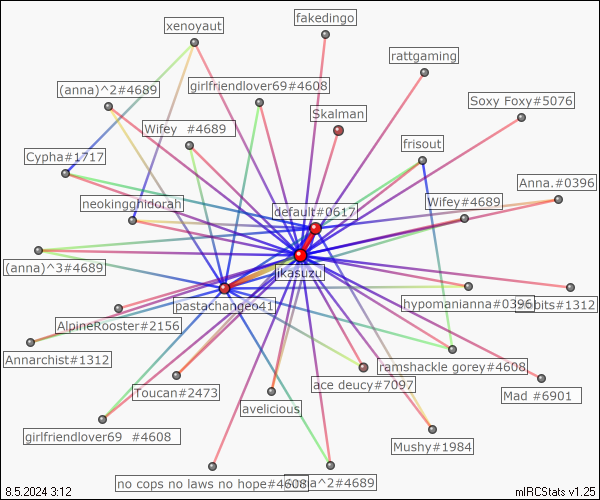 fakedingo
xenoyaut
rattgaming
(anna)^2#4689
girlfriendlover69#4608
Soxy Foxy#5076
Skalman
Wifey #4689
frisout
Cypha#1717
Anna.#0396
neokingghidorah
Wifey#4689
default#0617
(anna)^3#4689
ikasuzu
pastachange41
hypomanianna#0396
#1312
AlpineRooster#2156
Annarchist#1312
ramshackle gorey#4608
ace deucy#7097
Toucan#2473
Mad #6901
avelicious
girlfriendlover69 #4608
Mushy#1984
no cops no laws no hope#4608
^2#4689
8.5.2024 3:12
mIRCStats v1.25